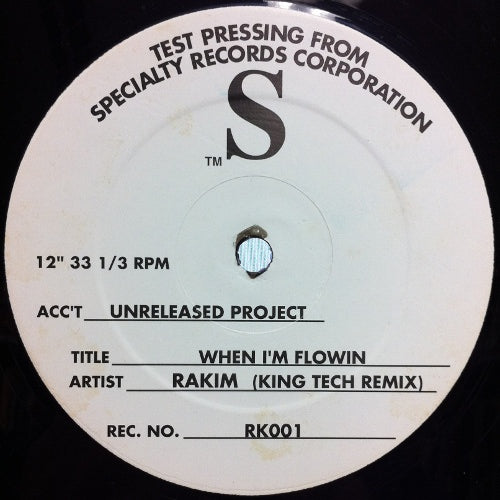 TEST PRESSING FROM
SPECIALTY RECORDS CORPORATION
S
TM
12" 33 1/3 RPM
ACC'T UNRELEASED PROJECT
TITLE WHEN I'M FLOWIN
ARTIST RAKIM (KING TECH REMIX)
REC. NO. RK001